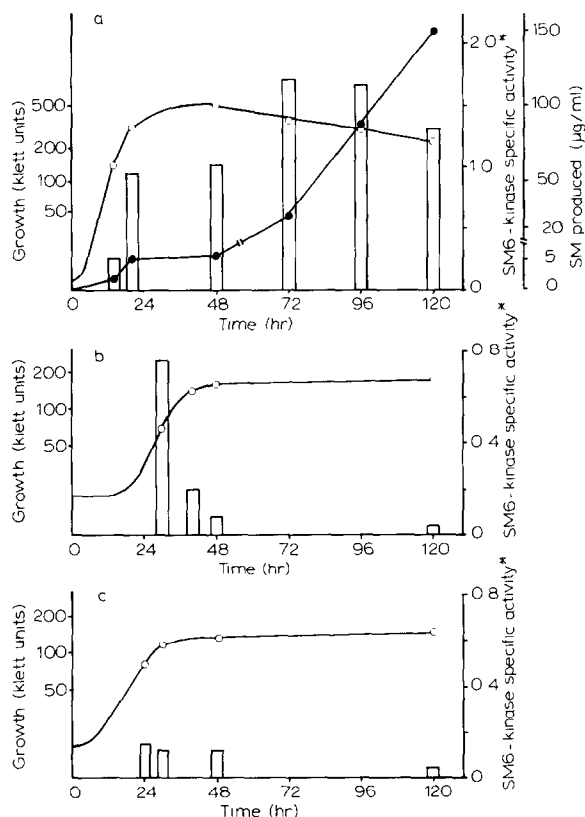 a
Growth (klett units)
500
200
100
50
2.0
1.0
0
SM6-kinase specific activity*
150
100
50
20
5
0
SM produced (µg/ml)
0 24 48 72 96 120
Time (hr)
b
Growth (klett units)
200
100
50
0.8
0.4
0
SM6-kinase specific activity*
0 24 48 72 96 120
Time (hr)
c
Growth (klett units)
200
100
50
0.8
0.4
0
SM6-kinase specific activity*
0 24 48 72 96 120
Time (hr)